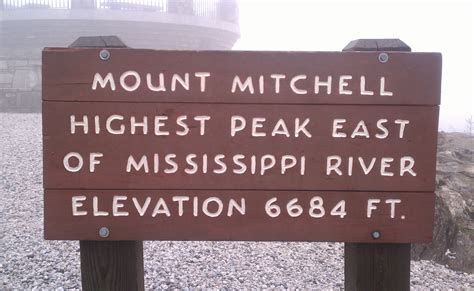 MOUNT MITCHELL
HIGHEST PEAK EAST
OF MISSISSIPPI RIVER
ELEVATION 6684 FT.